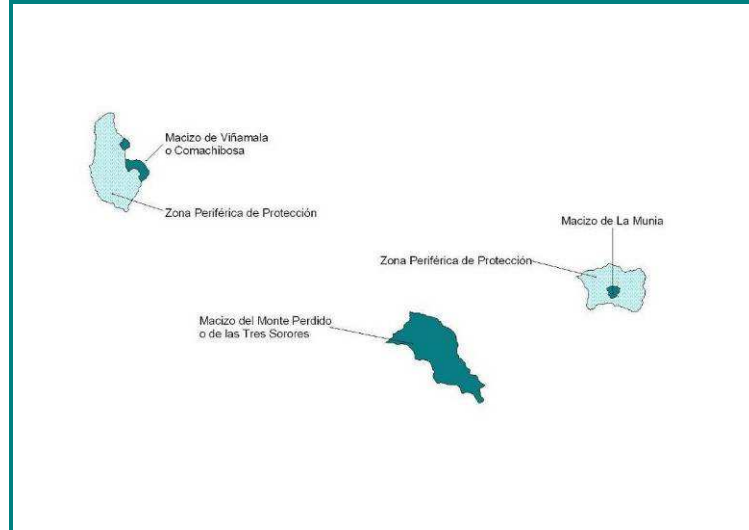 Macizo de Viñamala
o Comachibosa
Zona Periférica de Protección
Macizo de La Munia
Zona Periférica de Protección
Macizo del Monte Perdido
o de las Tres Sorores